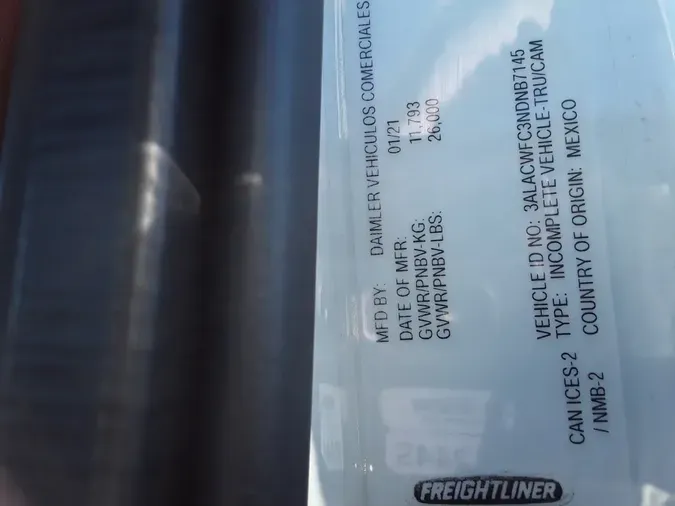 MFD BY: DAIMLER VEHICULOS COMERCIALES
DATE OF MFR: 01/21
GVWR/PNBV-KG: 11,793
GVWR/PNBV-LBS: 26,000
VEHICLE ID NO: 3ALACWFC3NDNB7145
TYPE: INCOMPLETE VEHICLE-TRU/CAM
COUNTRY OF ORIGIN: MEXICO
CAN ICES-2
/ NMB-2
FREIGHTLINER